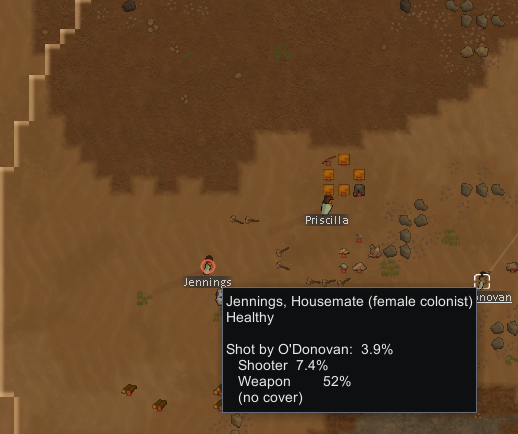 Priscilla
Jennings
onovan
Jennings, Housemate (female colonist)
Healthy
Shot by O'Donovan: 3.9%
Shooter 7.4%
Weapon 52%
(no cover)